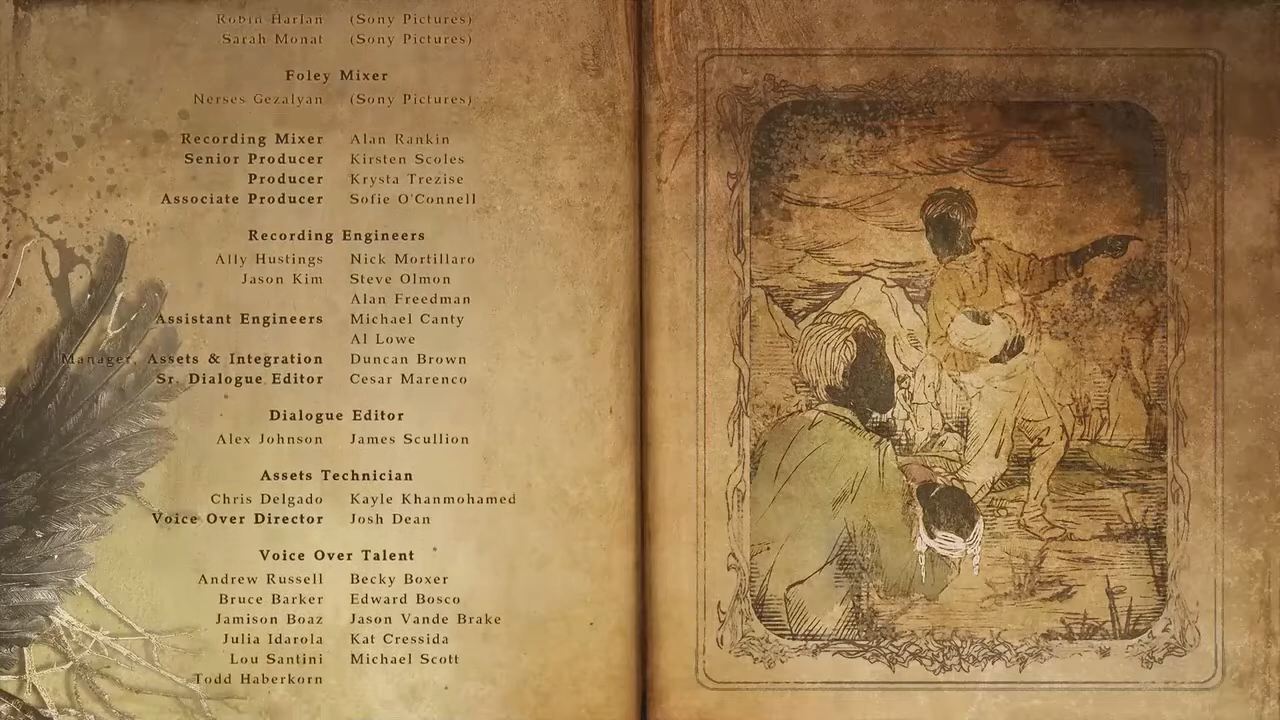 Robin Harlan (Sony Pictures)
Sarah Monat (Sony Pictures)
Foley Mixer
Nerses Gezalyan (Sony Pictures)
Recording Mixer Alan Rankin
Senior Producer Kirsten Scoles
Producer Krysta Trezise
Associate Producer Sofie O'Connell
Recording Engineers
Ally Hustings Nick Mortillaro
Jason Kim Steve Olmon
Alan Freedman
Assistant Engineers Michael Canty
Al Lowe
Manager, Assets & Integration Duncan Brown
Sr. Dialogue Editor Cesar Marenco
Dialogue Editor
Alex Johnson James Scullion
Assets Technician
Chris Delgado Kayle Khanmohamed
Voice Over Director Josh Dean
Voice Over Talent
Andrew Russell Becky Boxer
Bruce Barker Edward Bosco
Jamison Boaz Jason Vande Brake
Julia Idarola Kat Cressida
Lou Santini Michael Scott
Todd Haberkorn